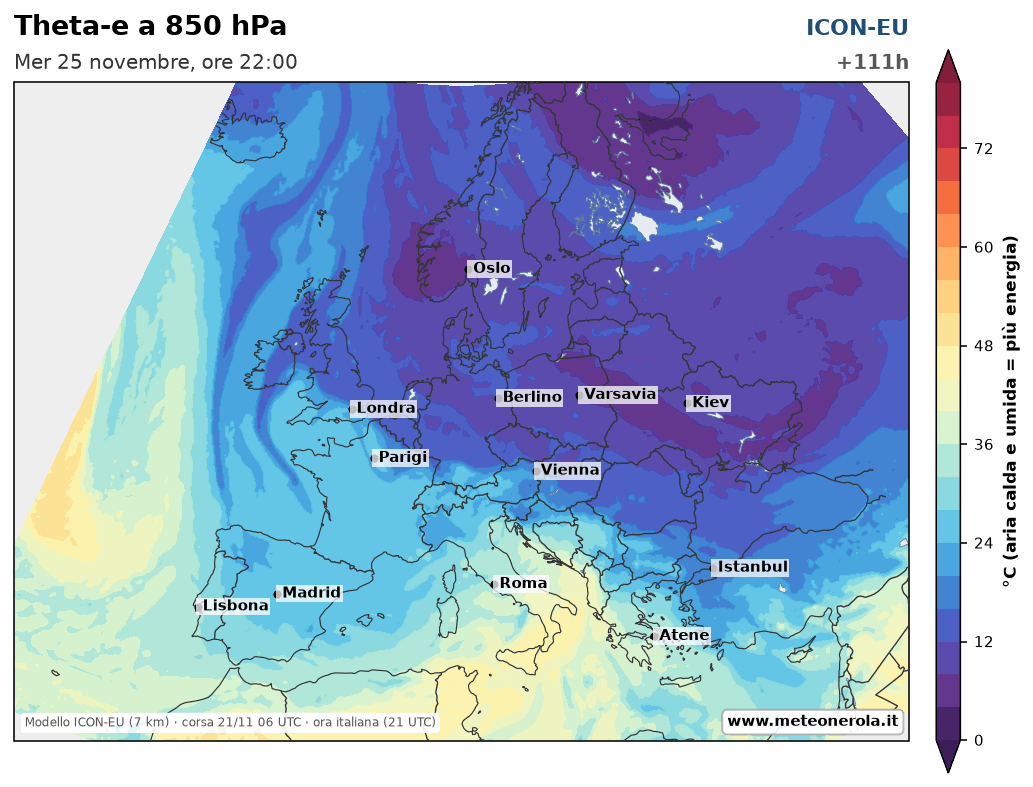 Theta-e a 850 hPa
ICON-EU
Mer 25 novembre, ore 22:00
+111h
72
60
48
36
24
12
0
°C (aria calda e umida = più energia)
Oslo
Berlino
Varsavia
Kiev
Londra
Parigi
Vienna
Istanbul
Roma
Madrid
Lisbona
Atene
Modello ICON-EU (7 km) · corsa 21/11 06 UTC · ora italiana (21 UTC)
www.meteonerola.it